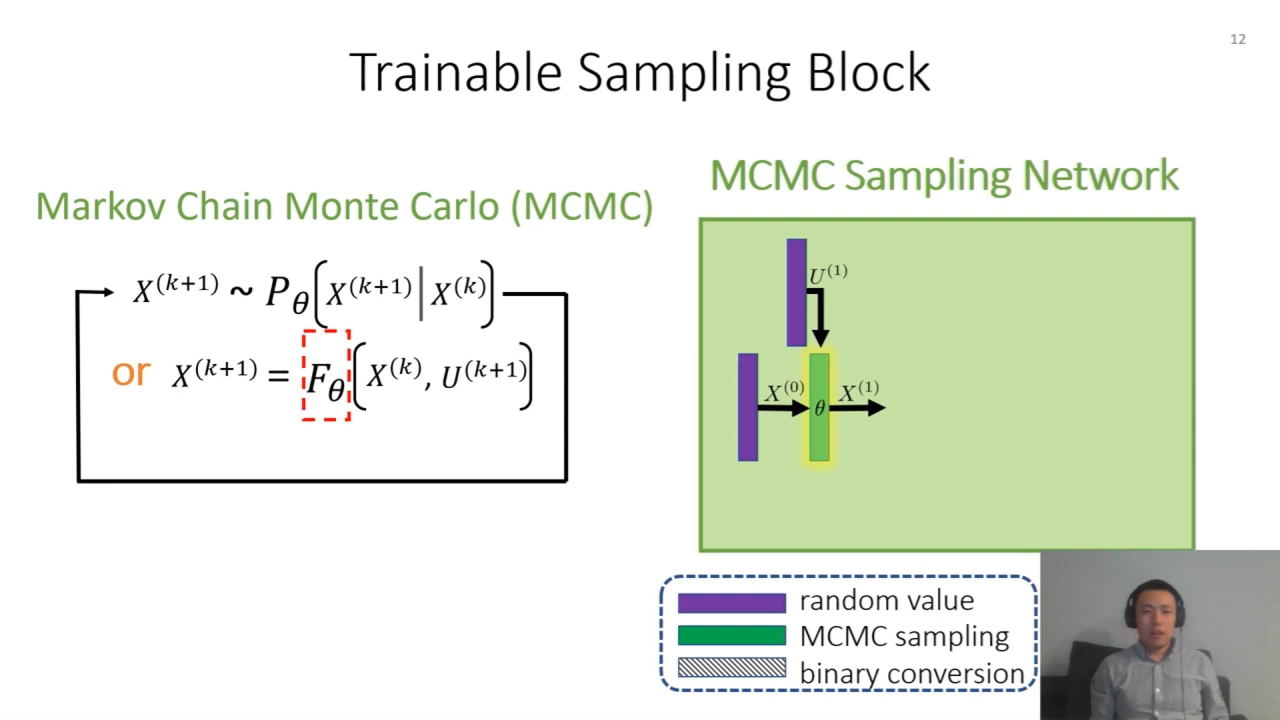 12
Trainable Sampling Block
Markov Chain Monte Carlo (MCMC)
X^(k+1) ~ P_θ(X^(k+1) | X^(k))
or X^(k+1) = F_θ(X^(k), U^(k+1))
MCMC Sampling Network
U^(1)
X^(0) θ X^(1)
random value
MCMC sampling
binary conversion